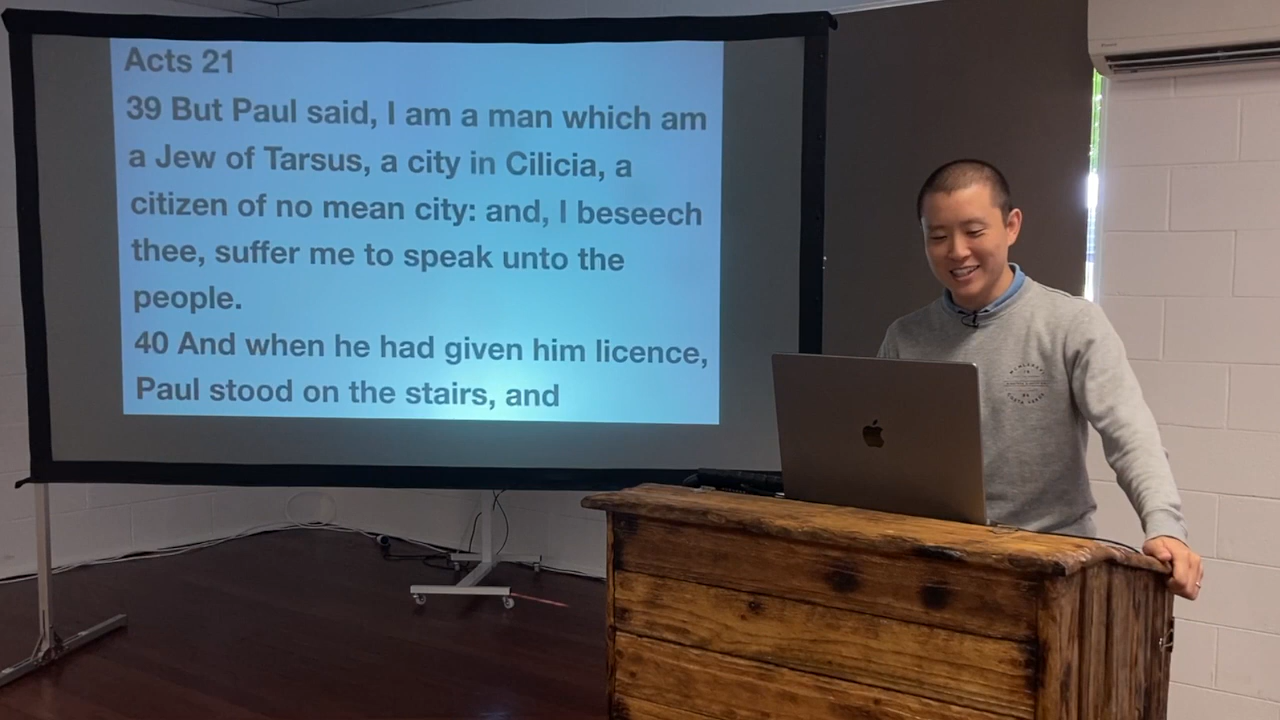 Acts 21
39 But Paul said, I am a man which am
a Jew of Tarsus, a city in Cilicia, a
citizen of no mean city: and, I beseech
thee, suffer me to speak unto the
people.
40 And when he had given him licence,
Paul stood on the stairs, and